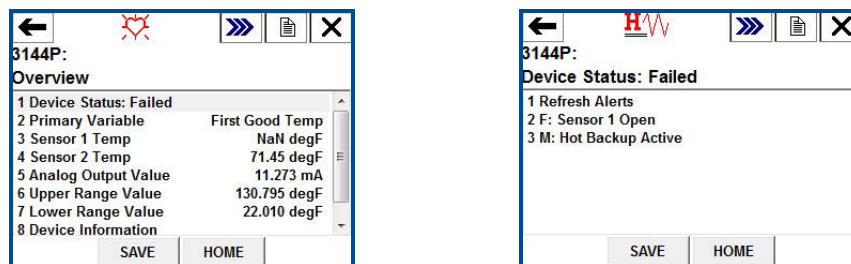 3144P:
Overview
1 Device Status: Failed
2 Primary Variable First Good Temp
3 Sensor 1 Temp NaN degF
4 Sensor 2 Temp 71.45 degF
5 Analog Output Value 11.273 mA
6 Upper Range Value 130.795 degF
7 Lower Range Value 22.010 degF
8 Device Information
SAVE HOME
H
3144P:
Device Status: Failed
1 Refresh Alerts
2 F: Sensor 1 Open
3 M: Hot Backup Active
SAVE HOME